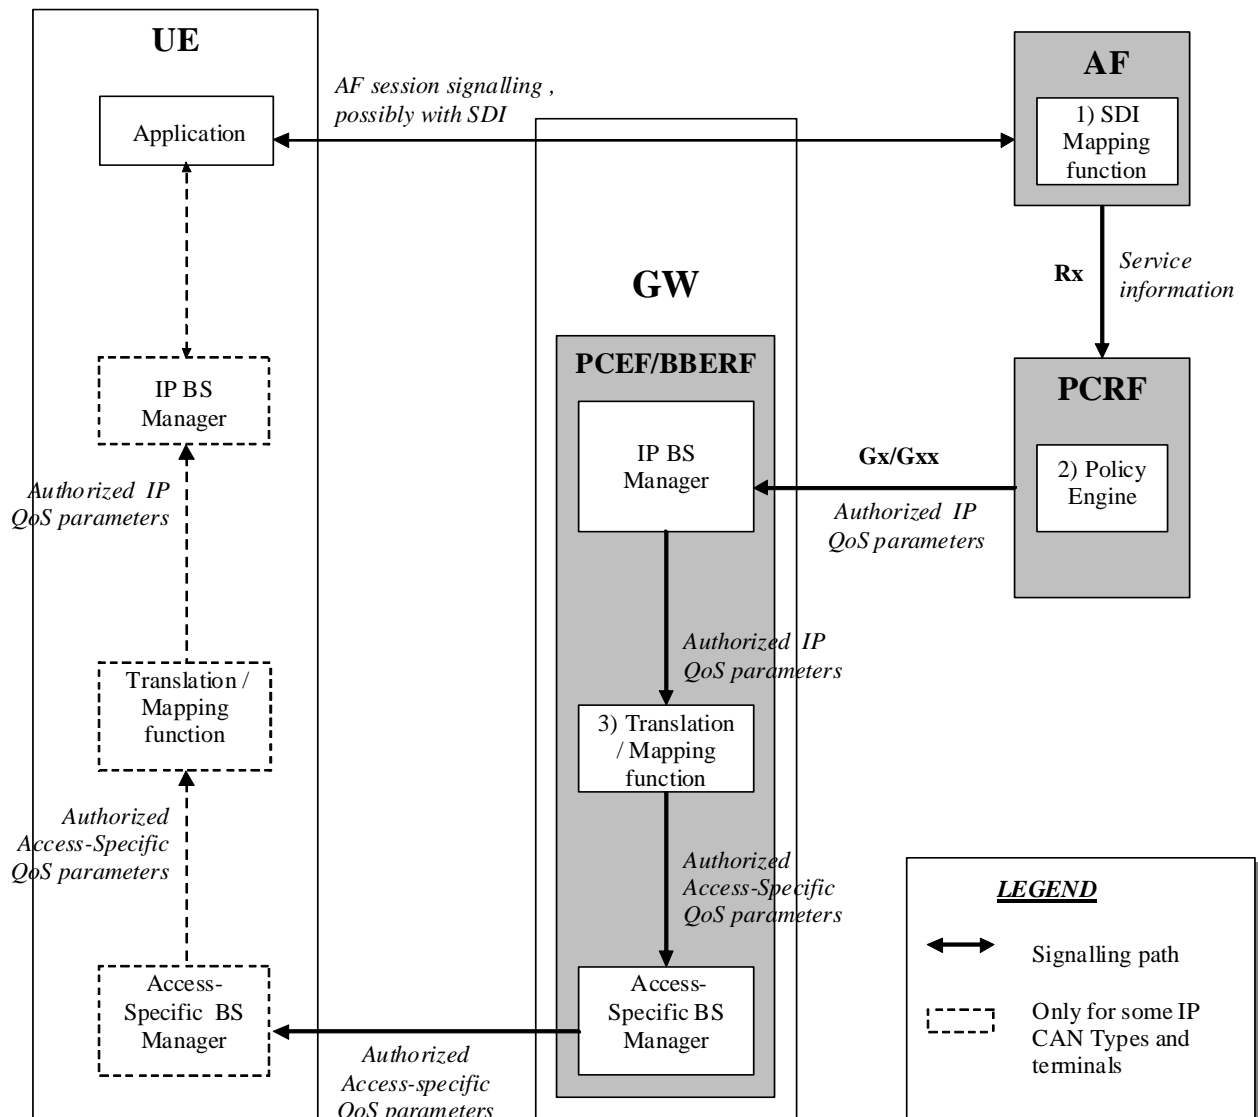 UE
Application
AF session signalling ,
possibly with SDI
AF
1) SDI
Mapping
function
Rx
Service
information
GW
PCEF/BBERF
IP BS
Manager
PCRF
2) Policy
Engine
Gx/Gxx
Authorized IP
QoS parameters
IP BS
Manager
Authorized IP
QoS parameters
Authorized IP
QoS parameters
Translation /
Mapping
function
3) Translation
/ Mapping
function
Authorized
Access-Specific
QoS parameters
Authorized
Access-Specific
QoS parameters
Access-
Specific BS
Manager
Access-
Specific BS
Manager
Authorized
Access-specific
QoS parameters
LEGEND
Signalling path
Only for some IP
CAN Types and
terminals